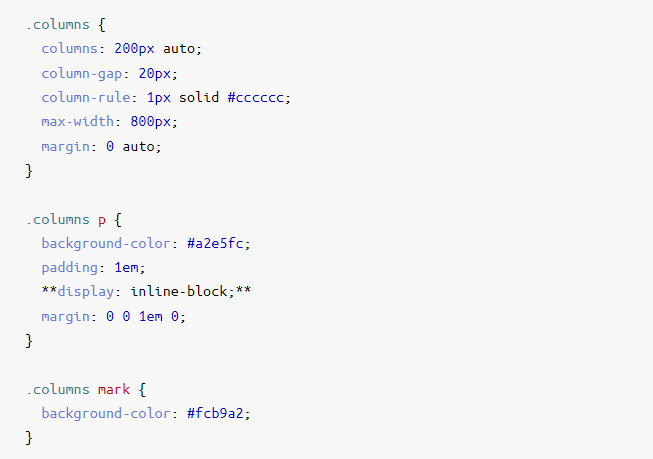 .columns {
  columns: 200px auto;
  column-gap: 20px;
  column-rule: 1px solid #cccccc;
  max-width: 800px;
  margin: 0 auto;
}

.columns p {
  background-color: #a2e5fc;
  padding: 1em;
  **display: inline-block;**
  margin: 0 0 1em 0;
}

.columns mark {
  background-color: #fcb9a2;
}